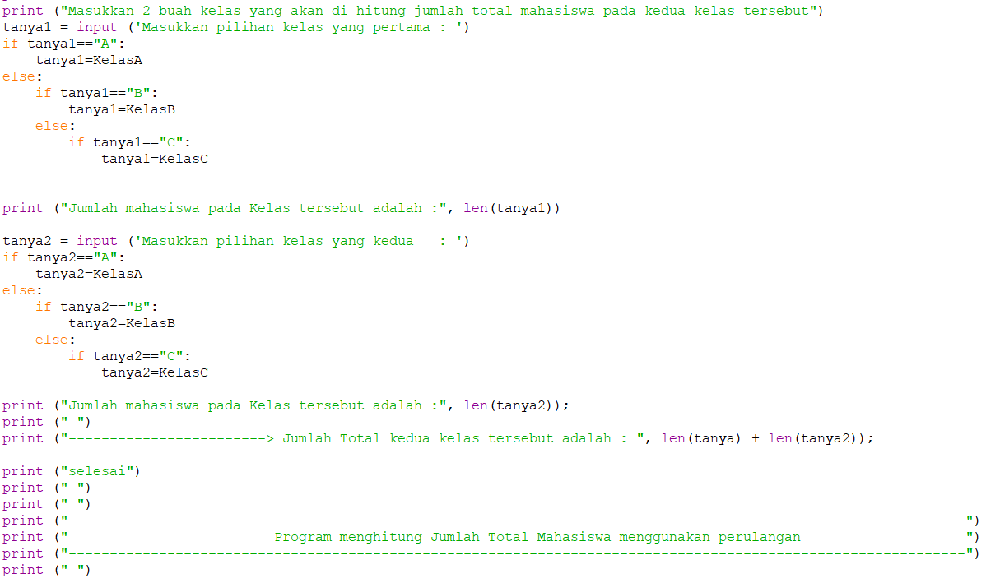 print ("Masukkan 2 buah kelas yang akan di hitung jumlah total mahasiswa pada kedua kelas tersebut")
tanya1 = input ('Masukkan pilihan kelas yang pertama : ')
if tanya1=="A":
    tanya1=KelasA
else:
    if tanya1=="B":
        tanya1=KelasB
    else:
        if tanya1=="C":
            tanya1=KelasC
print ("Jumlah mahasiswa pada Kelas tersebut adalah :", len(tanya1))
tanya2 = input ('Masukkan pilihan kelas yang kedua   : ')
if tanya2=="A":
    tanya2=KelasA
else:
    if tanya2=="B":
        tanya2=KelasB
    else:
        if tanya2=="C":
            tanya2=KelasC
print ("Jumlah mahasiswa pada Kelas tersebut adalah :", len(tanya2));
print (" ")
print ("------------------------> Jumlah Total kedua kelas tersebut adalah : ", len(tanya) + len(tanya2));
print ("selesai")
print (" ")
print (" ")
print ("-------------------------------------------------------------------------------------------------------------")
print ("                         Program menghitung Jumlah Total Mahasiswa menggunakan perulangan                    ")
print ("-------------------------------------------------------------------------------------------------------------")
print (" ")